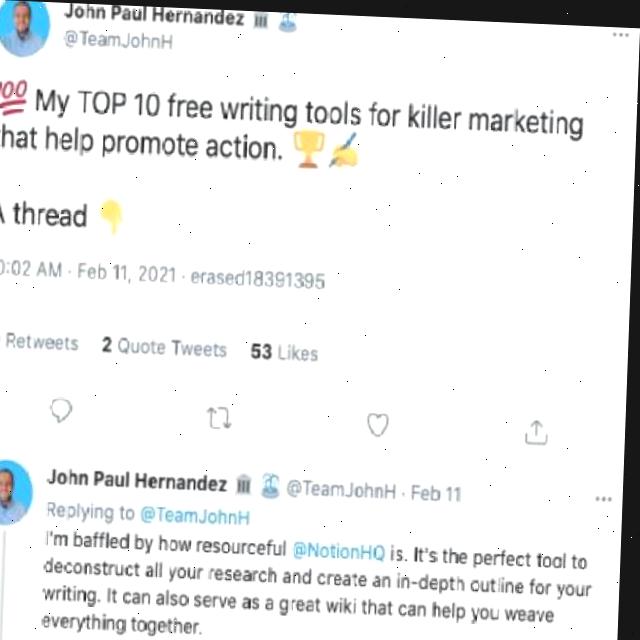 John Paul Hernandez 🏛 🏝
@TeamJohnH
💯 My TOP 10 free writing tools for killer marketing
that help promote action. 🏆✍
A thread 👇
0:02 AM · Feb 11, 2021 · erased18391395
Retweets 2 Quote Tweets 53 Likes
John Paul Hernandez 🏛 🏝 @TeamJohnH · Feb 11
Replying to @TeamJohnH
I'm baffled by how resourceful @NotionHQ is. It's the perfect tool to
deconstruct all your research and create an in-depth outline for your
writing. It can also serve as a great wiki that can help you weave
everything together.